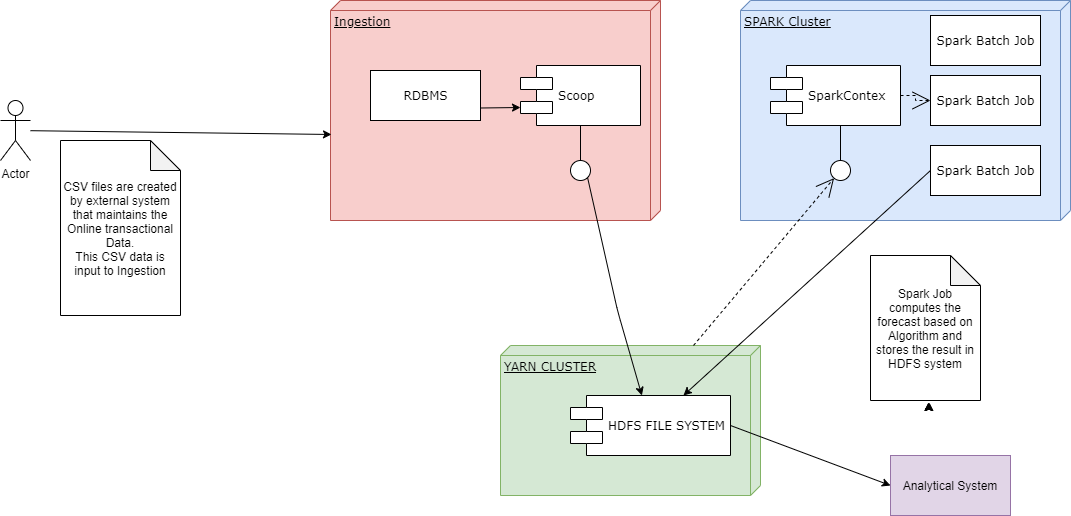 Ingestion
RDBMS
Scoop
SPARK Cluster
Spark Batch Job
SparkContex
Spark Batch Job
Spark Batch Job
Actor
CSV files are created
by external system
that maintains the
Online transactional
Data.
This CSV data is
input to Ingestion
Spark Job
computes the
forecast based on
Algorithm and
stores the result in
HDFS system
YARN CLUSTER
HDFS FILE SYSTEM
Analytical System